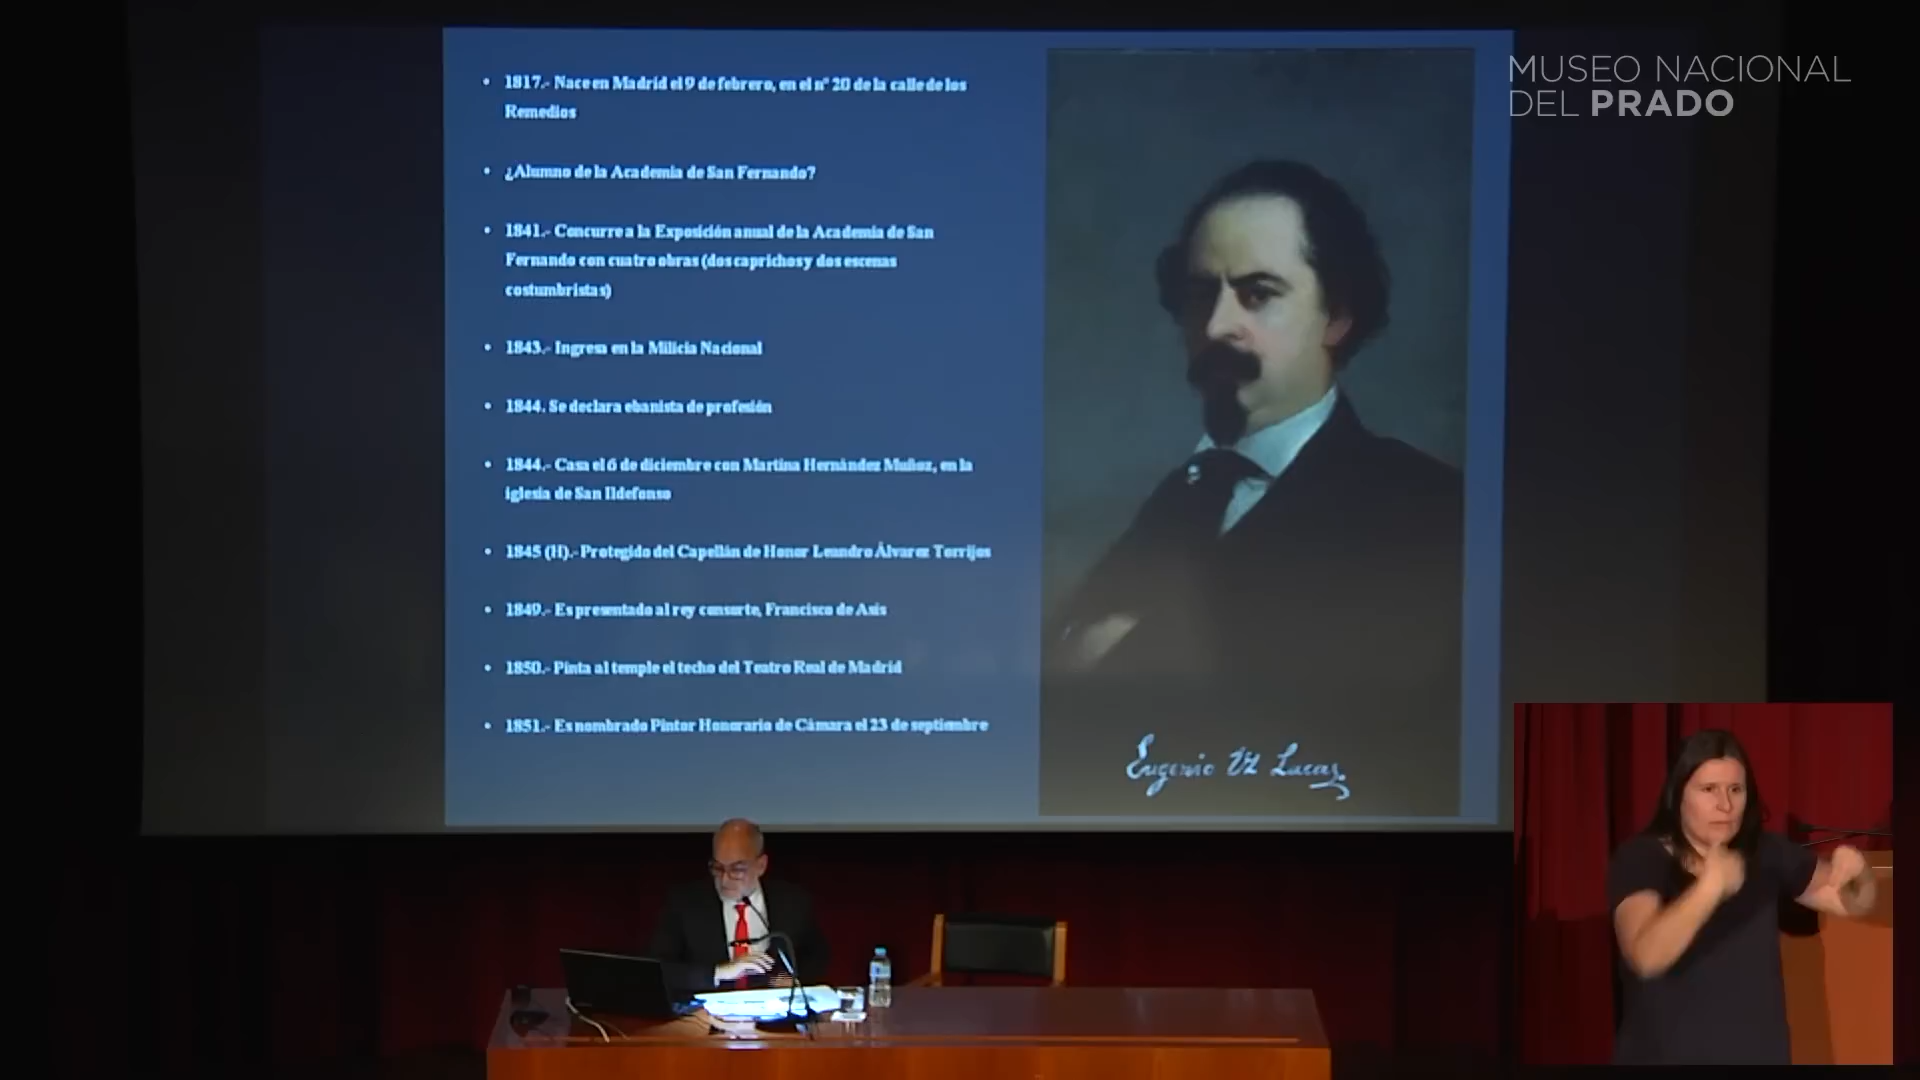 • 1817.- Nace en Madrid el 9 de febrero, en el nº 20 de la calle de los
Remedios
• ¿Alumno de la Academia de San Fernando?
• 1841.- Concurre a la Exposición anual de la Academia de San
Fernando con cuatro obras (dos caprichos y dos escenas
costumbristas)
• 1843.- Ingresa en la Milicia Nacional
• 1844. Se declara ebanista de profesión
• 1844.- Casa el 6 de diciembre con Martina Hernández Muñoz, en la
iglesia de San Ildefonso
• 1845 (H).- Protegido del Capellán de Honor Leandro Álvarez Torrijos
• 1849.- Es presentado al rey consorte, Francisco de Asís
• 1850.- Pinta al temple el techo del Teatro Real de Madrid
• 1851.- Es nombrado Pintor Honorario de Cámara el 23 de septiembre
Eugenio Vz Lucas
MUSEO NACIONAL
DEL PRADO